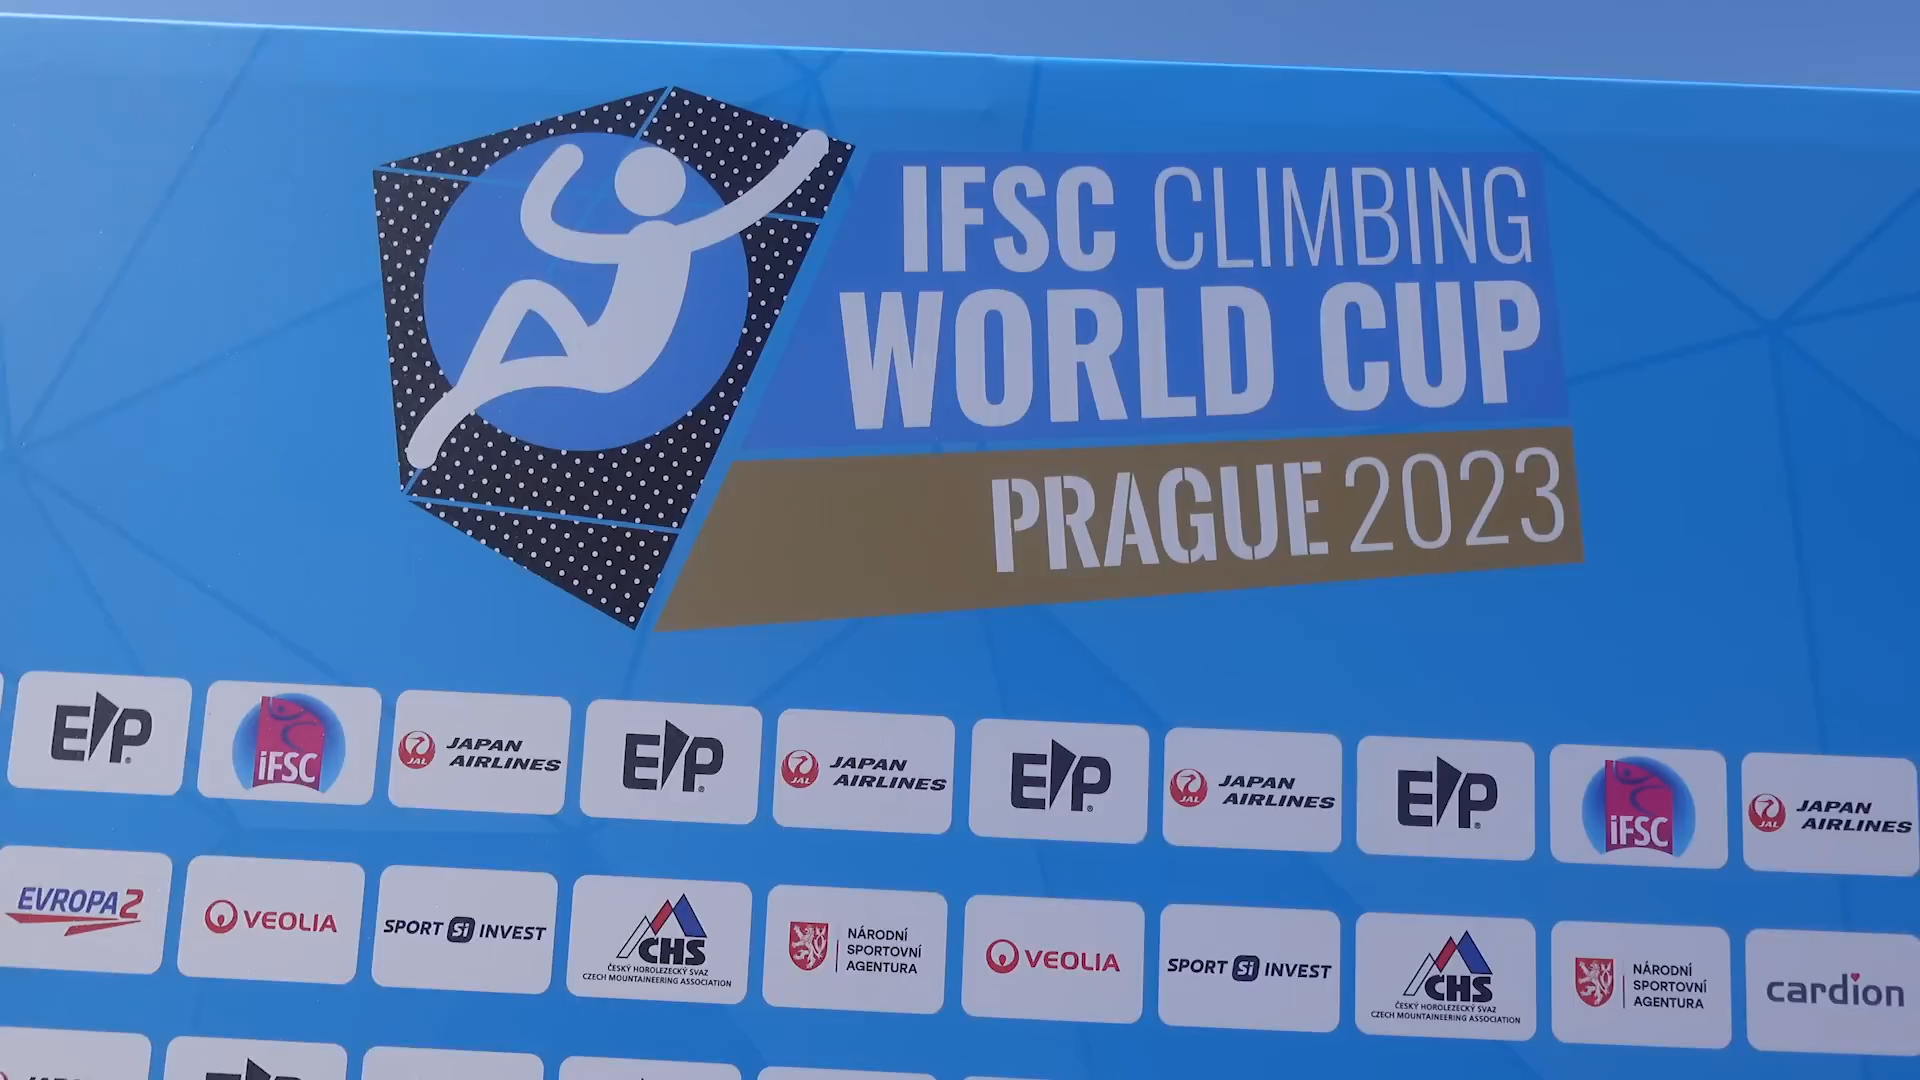 IFSC CLIMBING
WORLD CUP
PRAGUE 2023
EP
iFSC
JAL JAPAN AIRLINES
EP
JAL JAPAN AIRLINES
EP
JAL JAPAN AIRLINES
EP
iFSC
JAL JAPAN AIRLINES
EVROPA 2
VEOLIA
SPORT Si INVEST
CHS
ČESKÝ HOROLEZECKÝ SVAZ
CZECH MOUNTAINEERING ASSOCIATION
NÁRODNÍ
SPORTOVNÍ
AGENTURA
VEOLIA
SPORT Si INVEST
CHS
ČESKÝ HOROLEZECKÝ SVAZ
CZECH MOUNTAINEERING ASSOCIATION
NÁRODNÍ
SPORTOVNÍ
AGENTURA
cardion